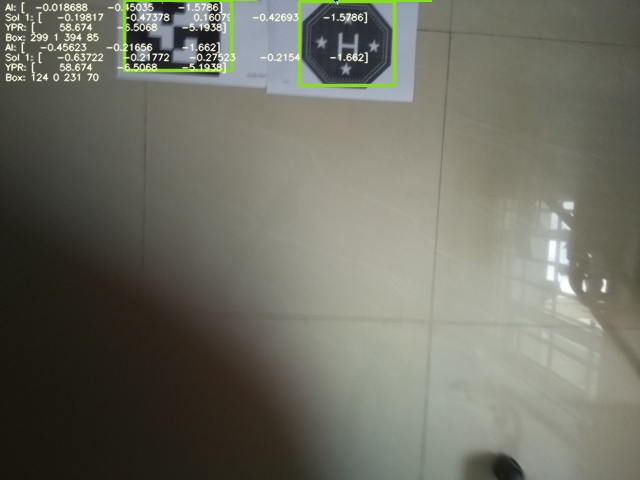 AI: [ -0.018688 -0.45035 -1.5786]
Sol 1: [ -0.19817 -0.47378 0.16079 -0.42693 -1.5786]
YPR: [ 58.674 -6.5068 -5.1938]
Box: 299 1 394 85
AI: [ -0.45623 -0.21656 -1.662]
Sol 1: [ -0.63722 -0.21772 -0.27523 -0.2154 -1.662]
YPR: [ 58.674 -6.5068 -5.1938]
Box: 124 0 231 70
H